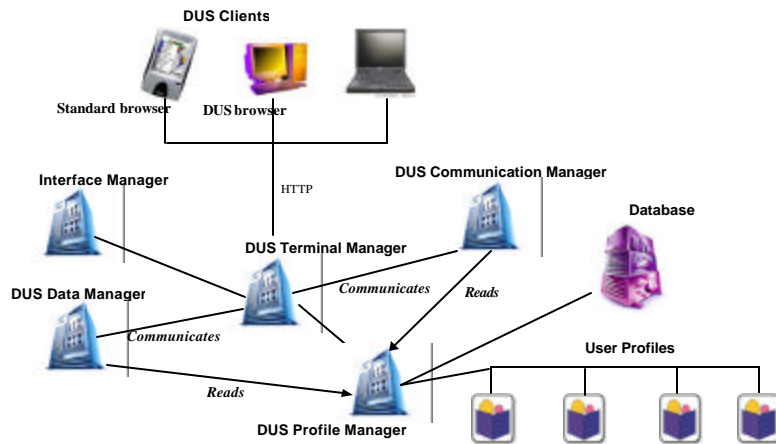 DUS Clients
Standard browser
DUS browser
HTTP
Interface Manager
DUS Communication Manager
Database
DUS Terminal Manager
DUS Data Manager
Communicates
Reads
Communicates
User Profiles
Reads
DUS Profile Manager